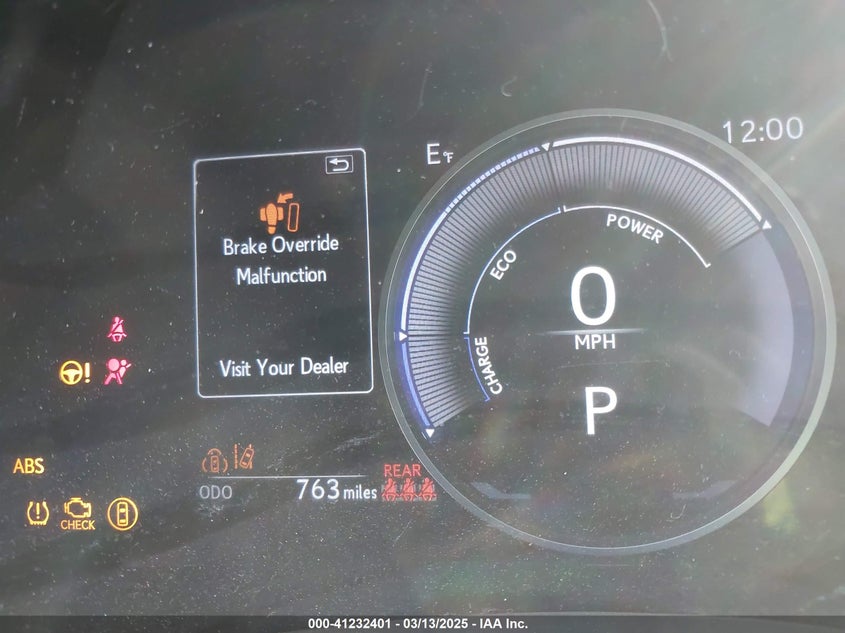 12:00
E°F
Brake Override
Malfunction
Visit Your Dealer
POWER
ECO
CHARGE
0
MPH
P
ABS
CHECK
REAR
ODO 763 miles
000-41232401 - 03/13/2025 - IAA Inc.